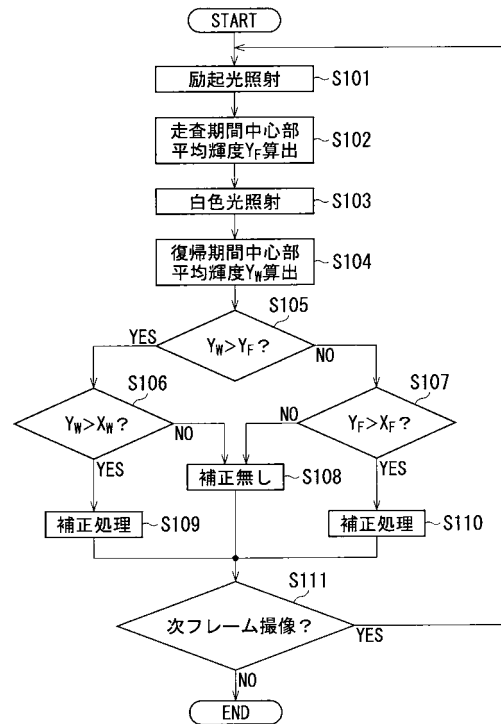 START
励起光照射
S101
走査期間中心部
平均輝度YF算出
S102
白色光照射
S103
復帰期間中心部
平均輝度YW算出
S104
S105
YW>YF?
YES
NO
S106
YW>XW?
NO
YES
S107
YF>XF?
NO
YES
補正無し
S108
補正処理
S109
補正処理
S110
S111
次フレーム撮像?
YES
NO
END